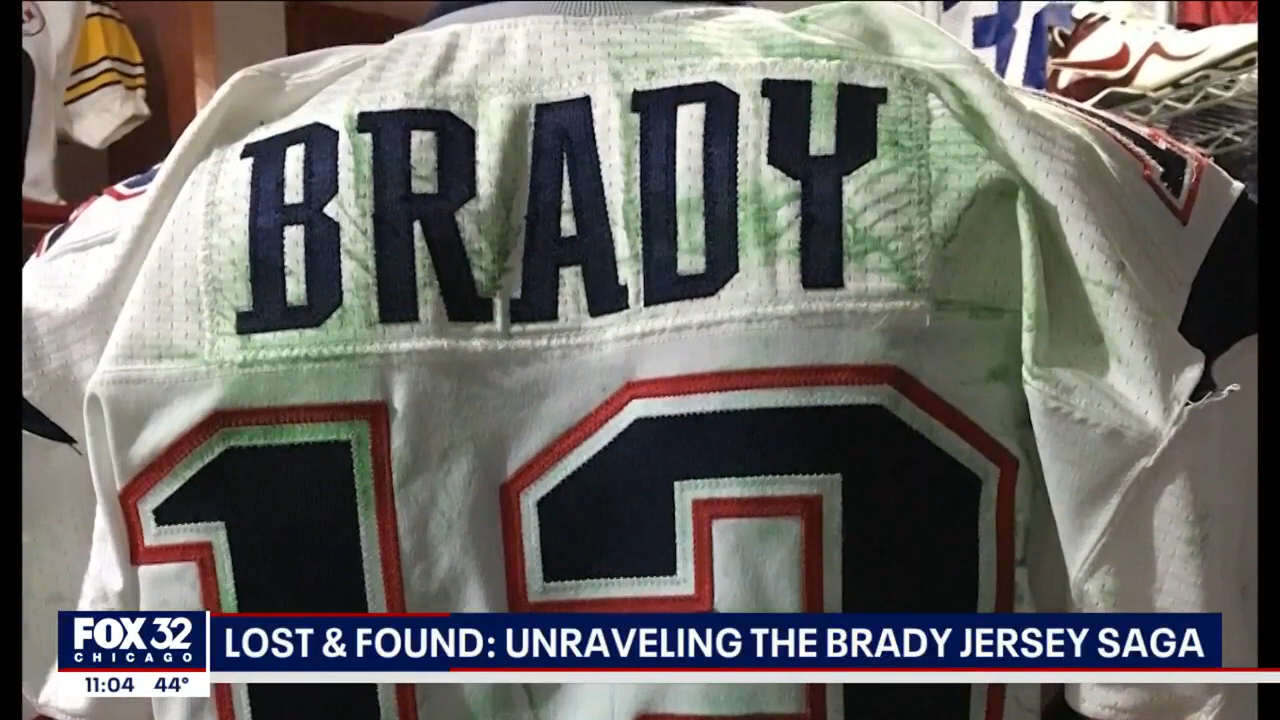 BRADY
12
FOX 32
CHICAGO
LOST & FOUND: UNRAVELING THE BRADY JERSEY SAGA
11:04 44°